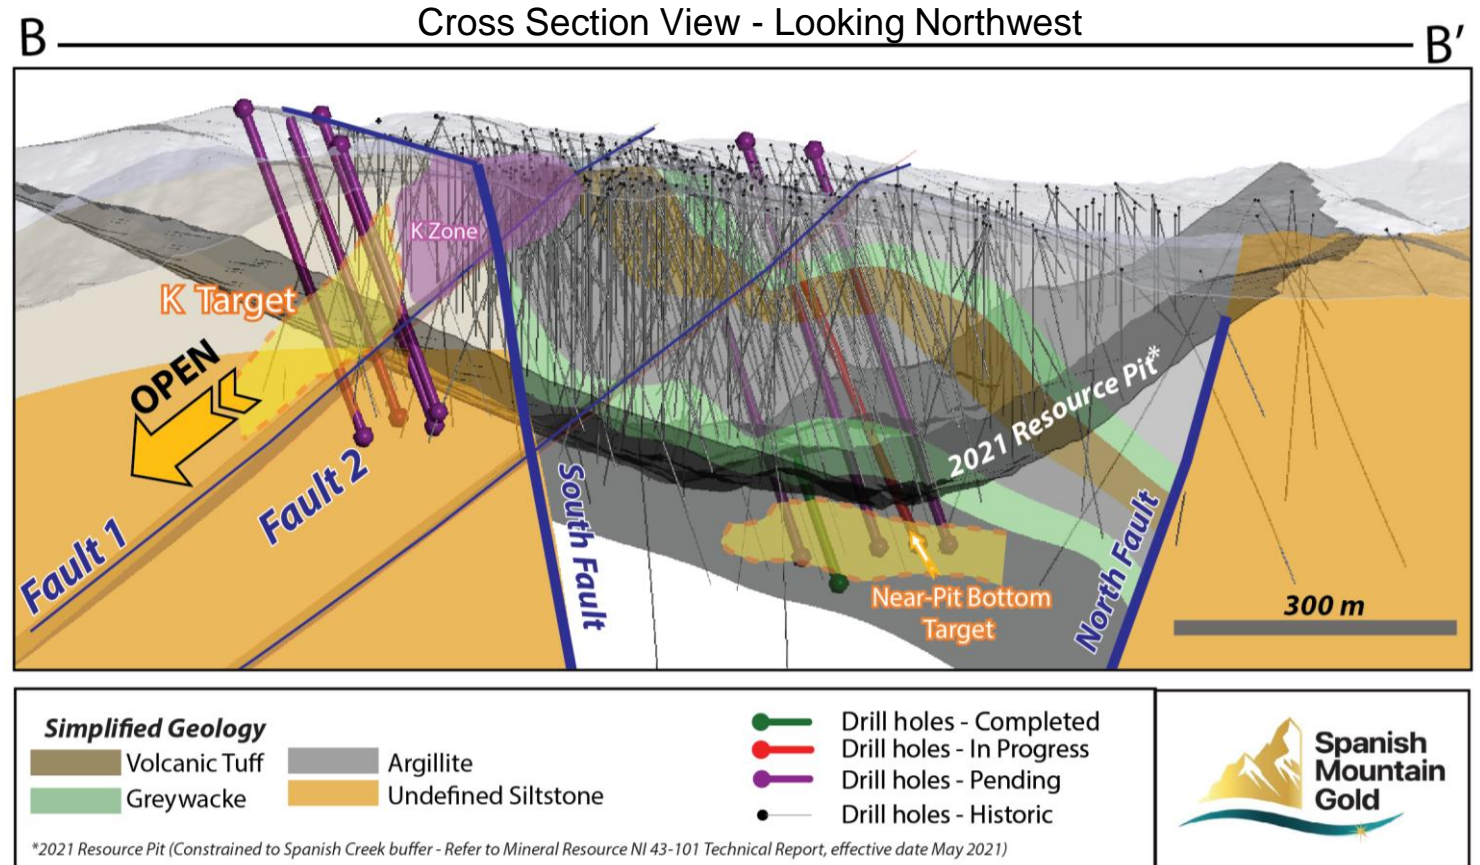 Cross Section View - Looking Northwest
B
B′
K Zone
K Target
OPEN
2021 Resource Pit*
Fault 1
Fault 2
South Fault
North Fault
Near-Pit Bottom
Target
300 m
Simplified Geology
Volcanic Tuff
Greywacke
Argillite
Undefined Siltstone
Drill holes - Completed
Drill holes - In Progress
Drill holes - Pending
Drill holes - Historic
*2021 Resource Pit (Constrained to Spanish Creek buffer - Refer to Mineral Resource NI 43-101 Technical Report, effective date May 2021)
Spanish
Mountain
Gold